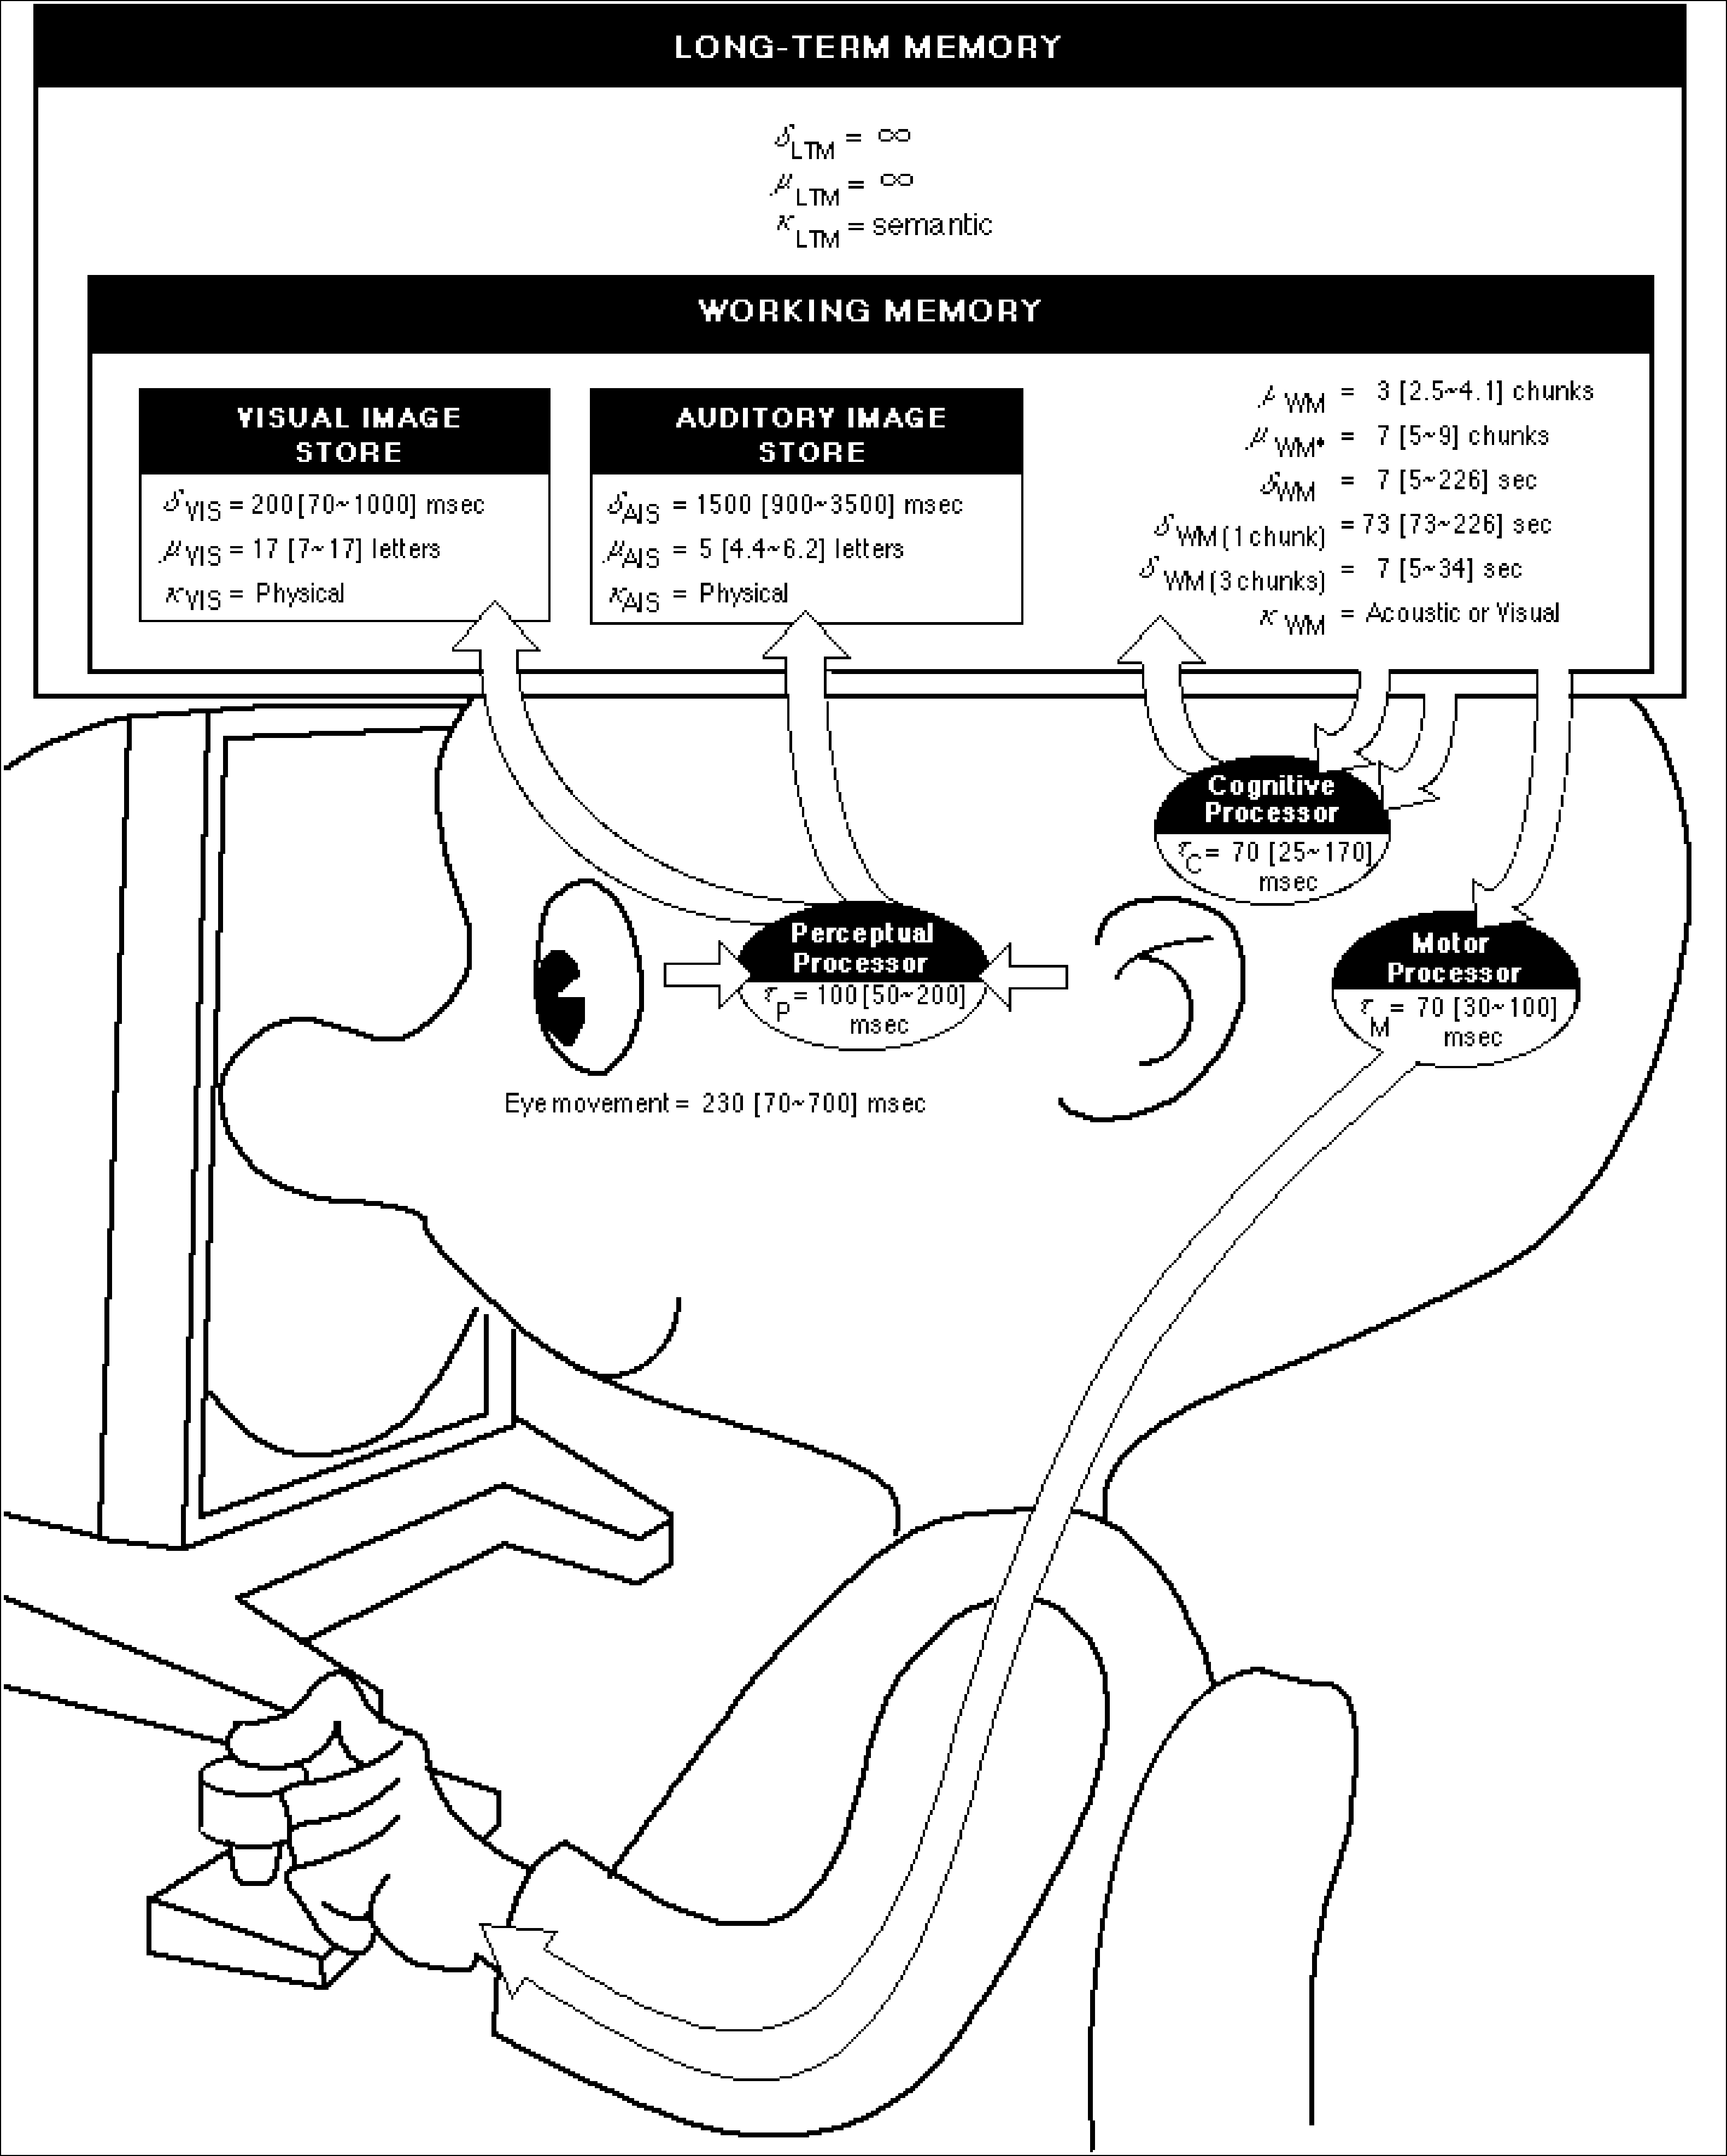 LONG-TERM MEMORY
δLTM = ∞
μLTM = ∞
κLTM = semantic
WORKING MEMORY
VISUAL IMAGE
STORE
δVIS = 200 [70~1000] msec
μVIS = 17 [7~17] letters
κVIS = Physical
AUDITORY IMAGE
STORE
δAIS = 1500 [900~3500] msec
μAIS = 5 [4.4~6.2] letters
κAIS = Physical
μWM = 3 [2.5~4.1] chunks
μWM* = 7 [5~9] chunks
δWM = 7 [5~226] sec
δWM (1 chunk) = 73 [73~226] sec
δWM (3 chunks) = 7 [5~34] sec
κWM = Acoustic or Visual
Cognitive
Processor
τC = 70 [25~170]
msec
Perceptual
Processor
τP = 100 [50~200]
msec
Motor
Processor
τM = 70 [30~100]
msec
Eye movement = 230 [70~700] msec